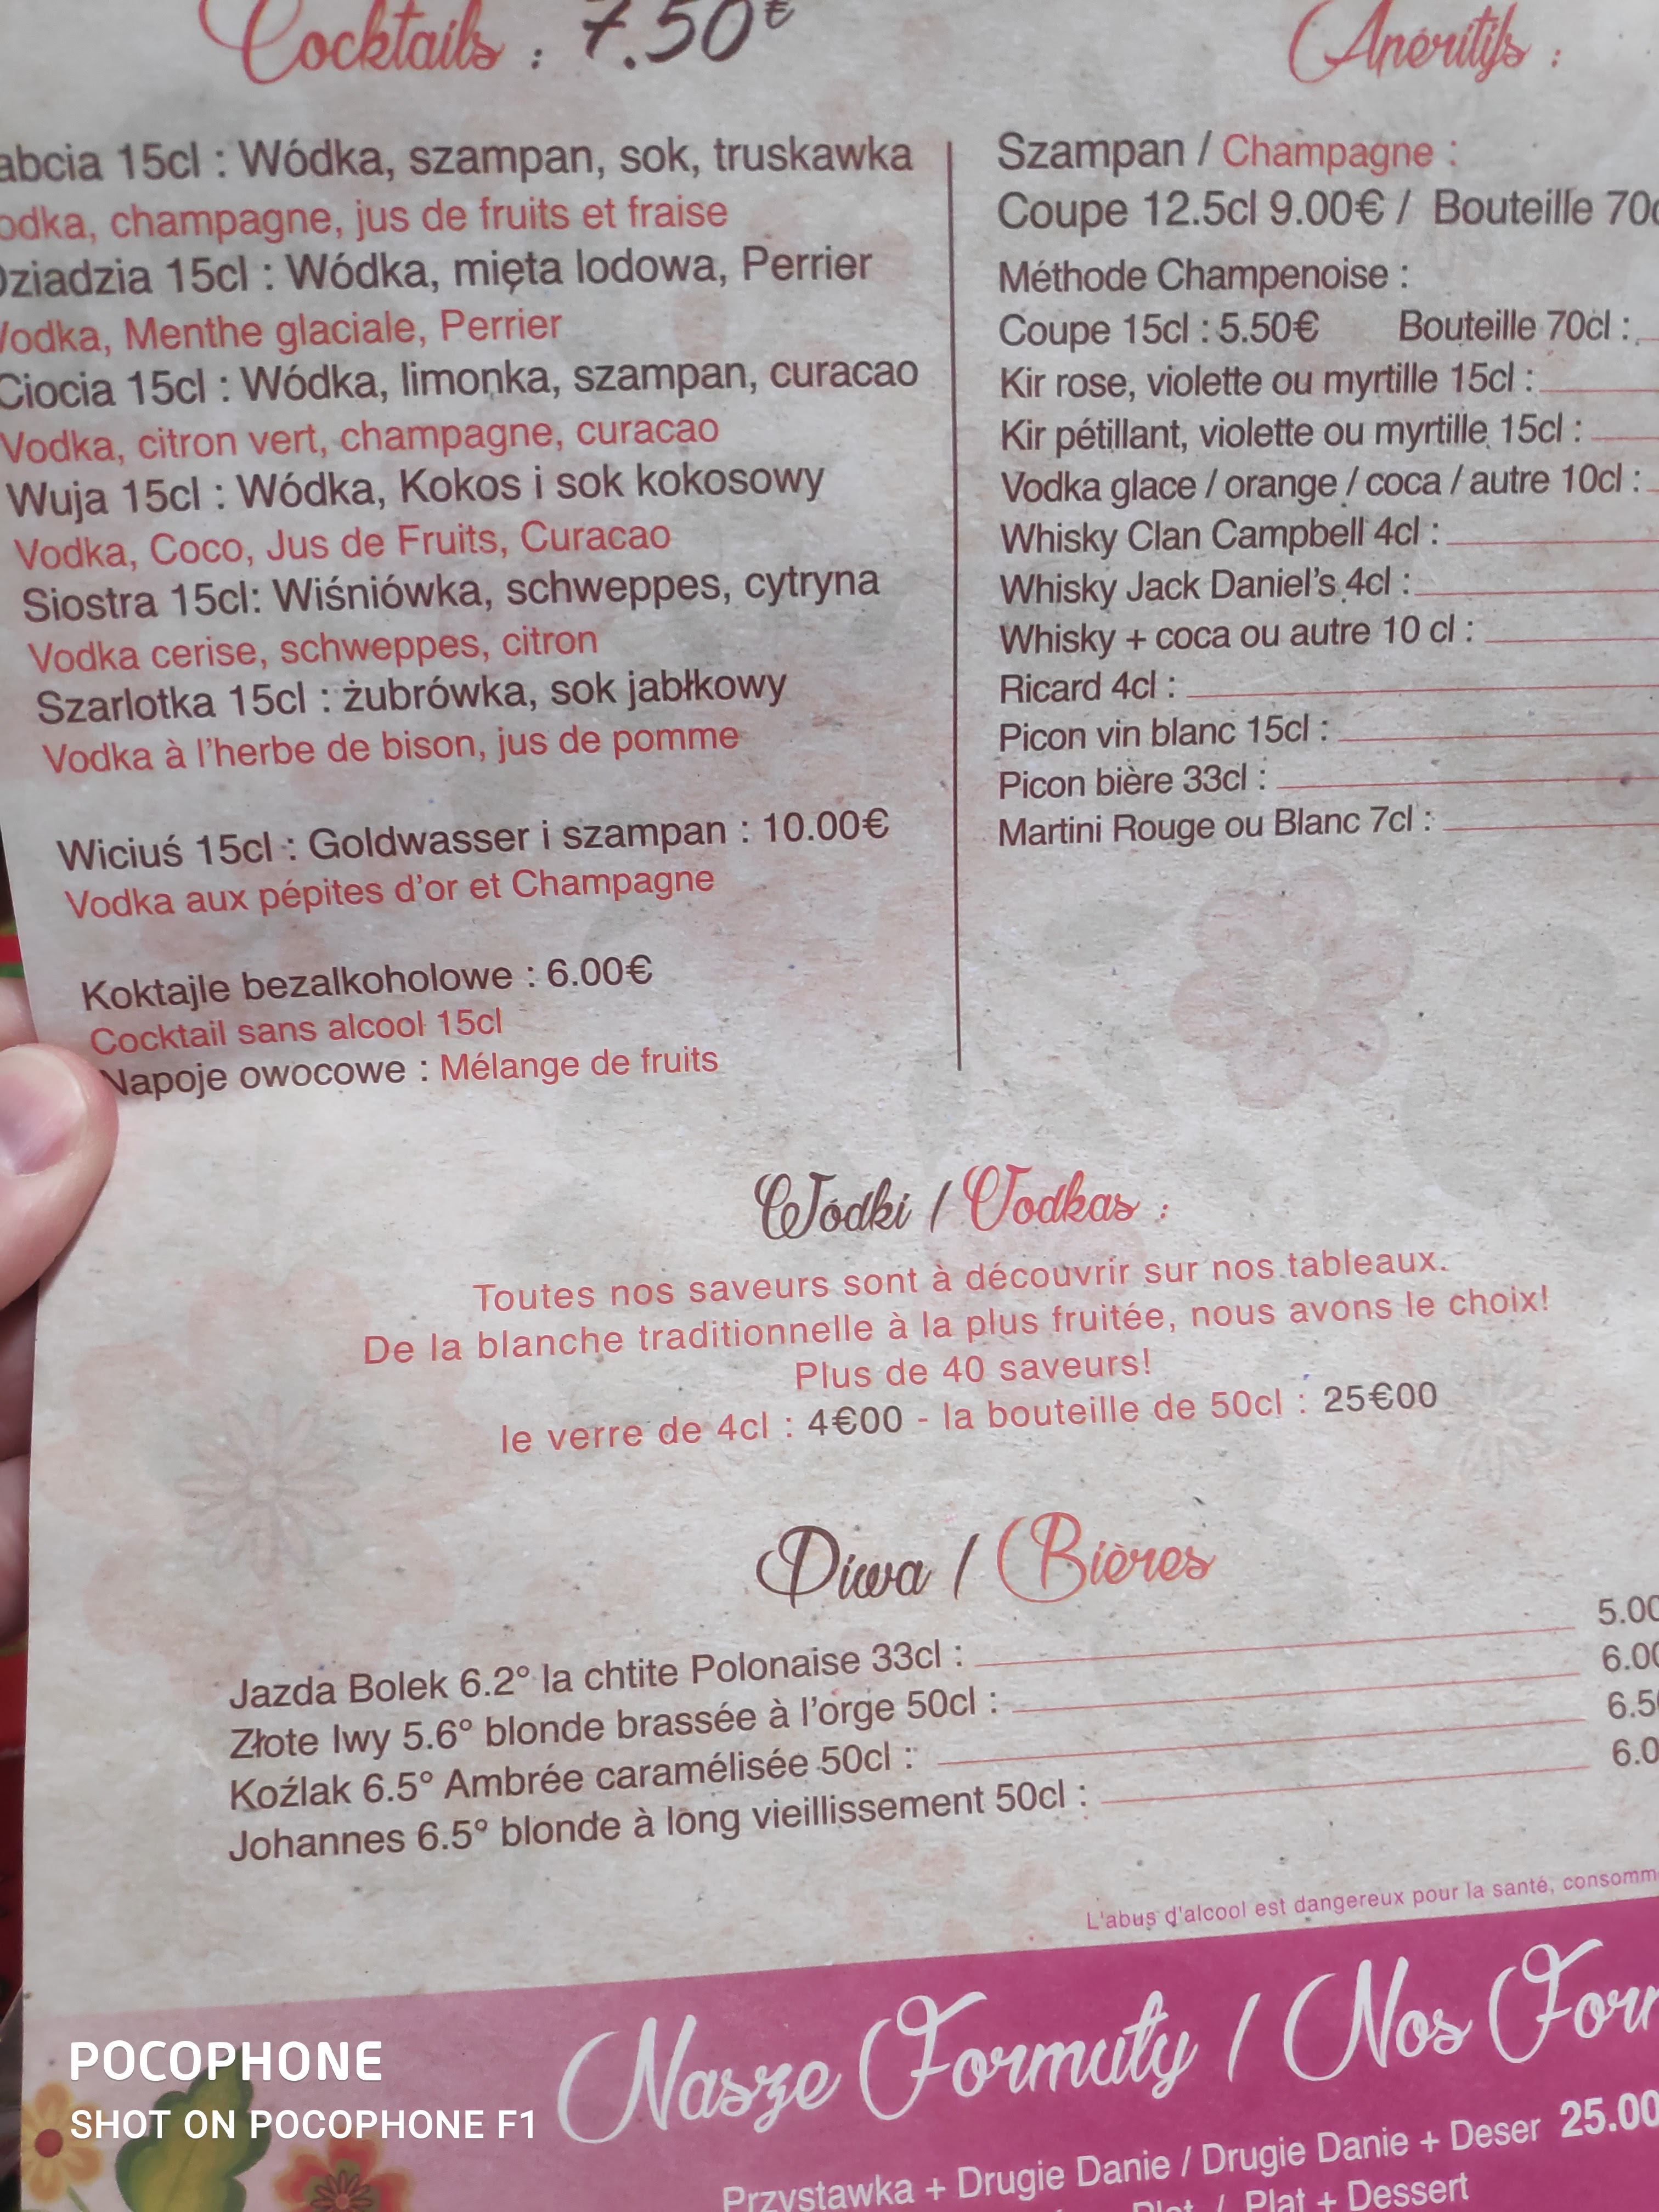 Cocktails : 7.50€
abcia 15cl : Wódka, szampan, sok, truskawka
odka, champagne, jus de fruits et fraise
Dziadzia 15cl : Wódka, mięta lodowa, Perrier
Vodka, Menthe glaciale, Perrier
Ciocia 15cl : Wódka, limonka, szampan, curacao
Vodka, citron vert, champagne, curacao
Wuja 15cl : Wódka, Kokos i sok kokosowy
Vodka, Coco, Jus de Fruits, Curacao
Siostra 15cl: Wiśniówka, schweppes, cytryna
Vodka cerise, schweppes, citron
Szarlotka 15cl : żubrówka, sok jabłkowy
Vodka à l'herbe de bison, jus de pomme
Wiciuś 15cl : Goldwasser i szampan : 10.00€
Vodka aux pépites d'or et Champagne
Koktajle bezalkoholowe : 6.00€
Cocktail sans alcool 15cl
Napoje owocowe : Mélange de fruits
Apéritifs :
Szampan / Champagne :
Coupe 12.5cl 9.00€ / Bouteille 70c
Méthode Champenoise :
Coupe 15cl : 5.50€ Bouteille 70cl :
Kir rose, violette ou myrtille 15cl :
Kir pétillant, violette ou myrtille 15cl :
Vodka glace / orange / coca / autre 10cl :
Whisky Clan Campbell 4cl :
Whisky Jack Daniel's 4cl :
Whisky + coca ou autre 10 cl :
Ricard 4cl :
Picon vin blanc 15cl :
Picon bière 33cl :
Martini Rouge ou Blanc 7cl :
Wódki / Vodkas :
Toutes nos saveurs sont à découvrir sur nos tableaux.
De la blanche traditionnelle à la plus fruitée, nous avons le choix!
Plus de 40 saveurs!
le verre de 4cl : 4€00 - la bouteille de 50cl : 25€00
Piwa / Bières
Jazda Bolek 6.2° la chtite Polonaise 33cl : 5.00
Złote lwy 5.6° blonde brassée à l'orge 50cl : 6.00
Koźlak 6.5° Ambrée caramélisée 50cl : 6.5
Johannes 6.5° blonde à long vieillissement 50cl : 6.0
L'abus d'alcool est dangereux pour la santé, consomm
Nasze Formuły / Nos For
Przystawka + Drugie Danie / Drugie Danie + Deser 25.00
Plat / Plat + Dessert
POCOPHONE
SHOT ON POCOPHONE F1